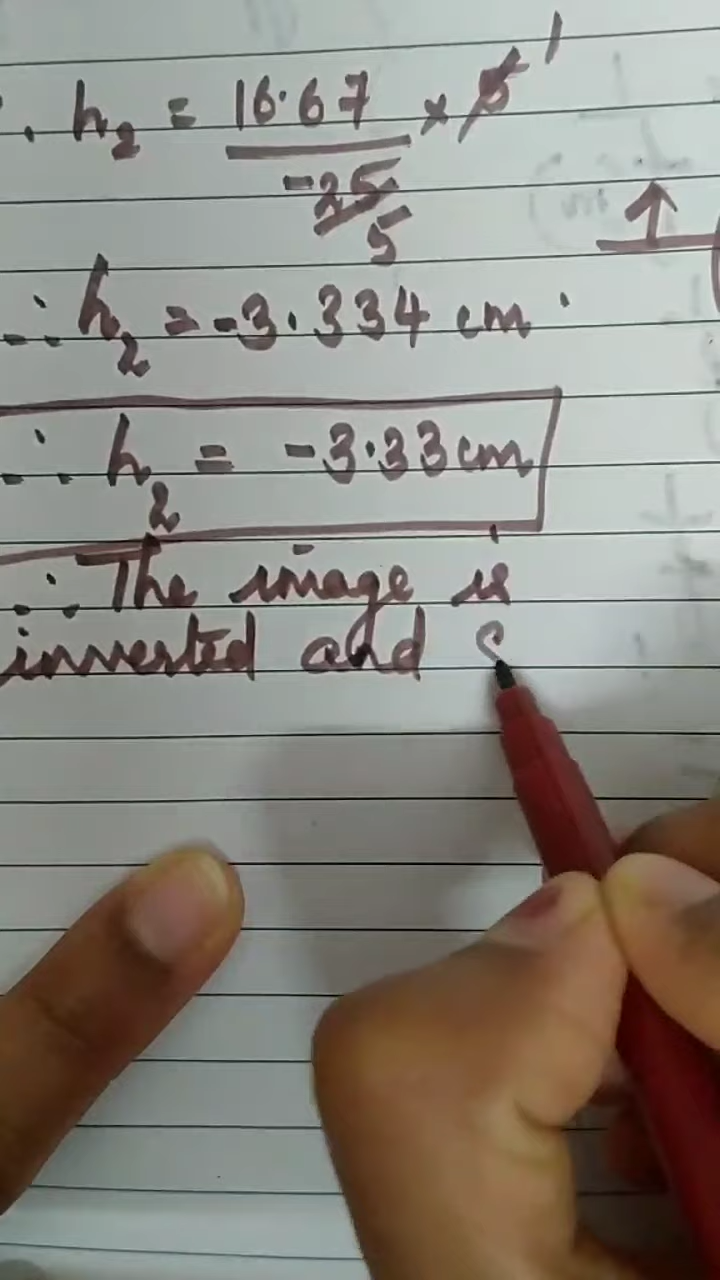 ∴ h₂ = 16.67 / -25 × 5 1
5
∴ h₂ = -3.334 cm.
∴ h₂ = -3.33 cm
∴ The image is
inverted and s